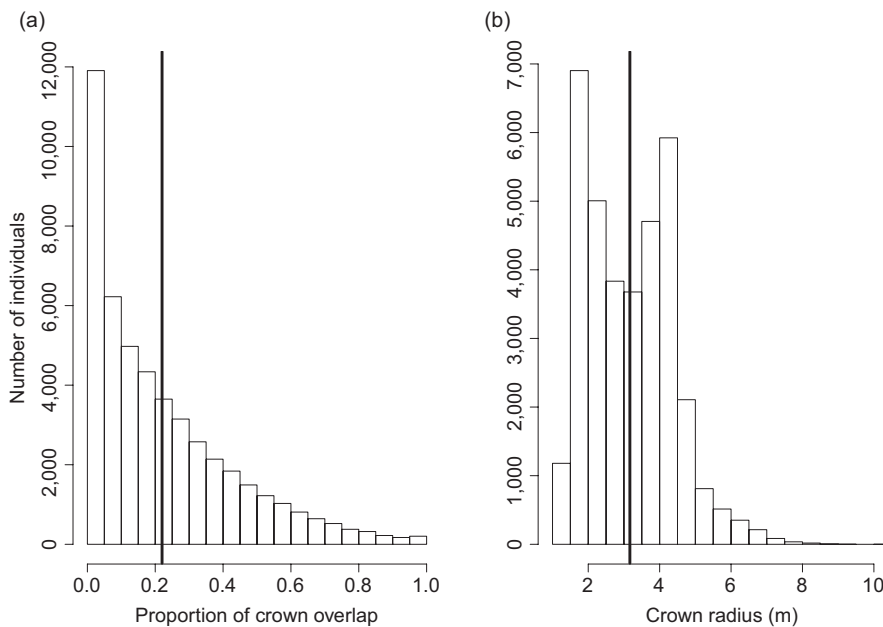 (a)
Number of individuals
12,000
10,000
8,000
6,000
4,000
2,000
0
0.0 0.2 0.4 0.6 0.8 1.0
Proportion of crown overlap
(b)
7,000
6,000
5,000
4,000
3,000
2,000
1,000
0
2 4 6 8 10
Crown radius (m)